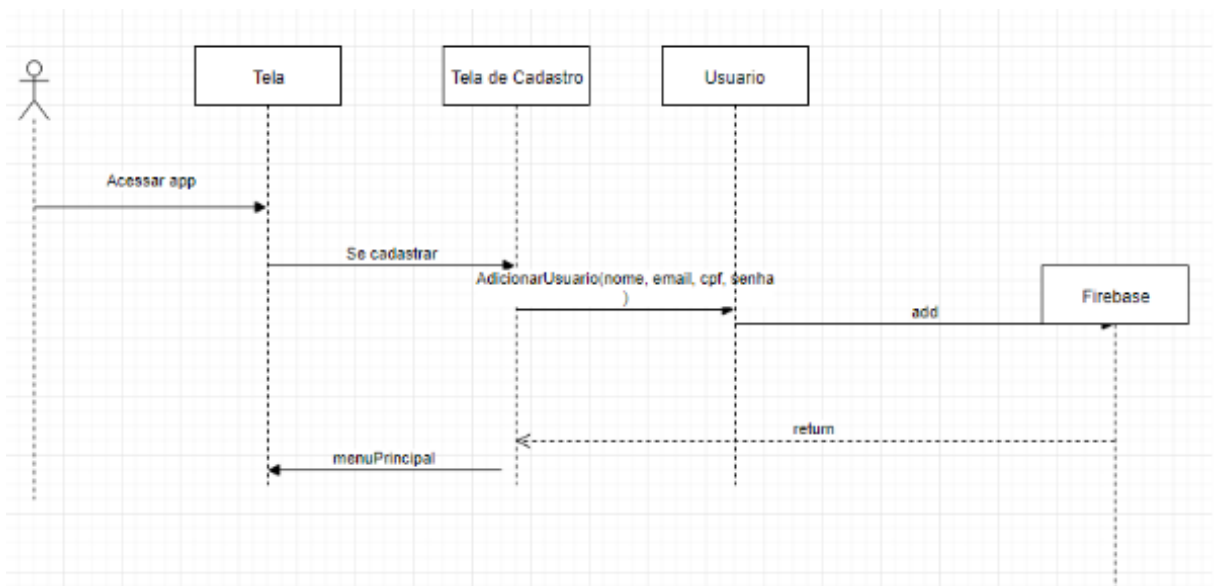 Tela
Tela de Cadastro
Usuario
Acessar app
Se cadastrar
AdicionarUsuario(nome, email, cpf, senha
)
Firebase
add
return
menuPrincipal